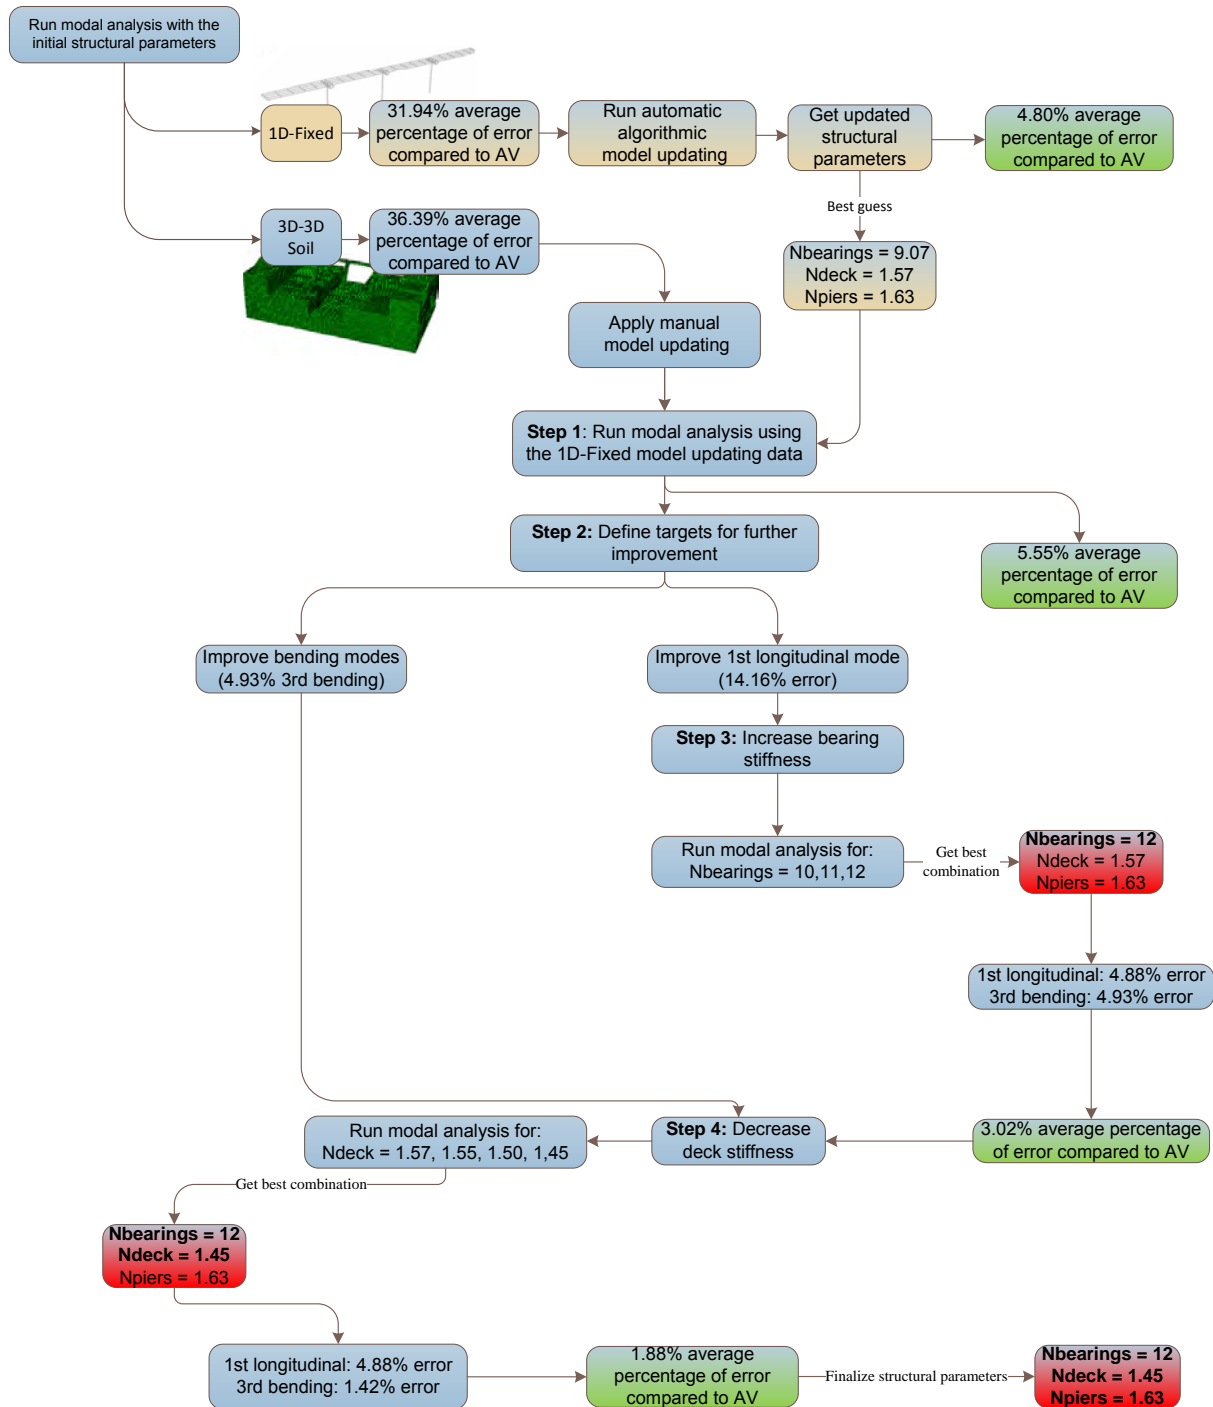 Run modal analysis with the
initial structural parameters
1D-Fixed
31.94% average
percentage of error
compared to AV
Run automatic
algorithmic
model updating
Get updated
structural
parameters
4.80% average
percentage of error
compared to AV
Best guess
3D-3D
Soil
36.39% average
percentage of error
compared to AV
Nbearings = 9.07
Ndeck = 1.57
Npiers = 1.63
Apply manual
model updating
Step 1: Run modal analysis using
the 1D-Fixed model updating data
Step 2: Define targets for further
improvement
5.55% average
percentage of error
compared to AV
Improve bending modes
(4.93% 3rd bending)
Improve 1st longitudinal mode
(14.16% error)
Step 3: Increase bearing
stiffness
Run modal analysis for:
Nbearings = 10,11,12
Get best
combination
Nbearings = 12
Ndeck = 1.57
Npiers = 1.63
1st longitudinal: 4.88% error
3rd bending: 4.93% error
3.02% average percentage
of error compared to AV
Step 4: Decrease
deck stiffness
Run modal analysis for:
Ndeck = 1.57, 1.55, 1.50, 1,45
Get best combination
Nbearings = 12
Ndeck = 1.45
Npiers = 1.63
1st longitudinal: 4.88% error
3rd bending: 1.42% error
1.88% average
percentage of error
compared to AV
Finalize structural parameters
Nbearings = 12
Ndeck = 1.45
Npiers = 1.63